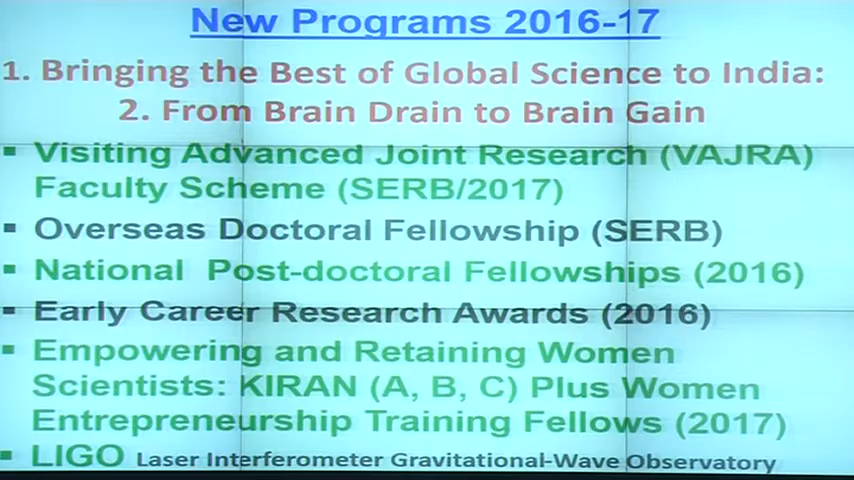 New Programs 2016-17
1. Bringing the Best of Global Science to India:
2. From Brain Drain to Brain Gain
▪ Visiting Advanced Joint Research (VAJRA)
Faculty Scheme (SERB/2017)
▪ Overseas Doctoral Fellowship (SERB)
▪ National Post-doctoral Fellowships (2016)
▪ Early Career Research Awards (2016)
▪ Empowering and Retaining Women
Scientists: KIRAN (A, B, C) Plus Women
Entrepreneurship Training Fellows (2017)
▪ LIGO Laser Interferometer Gravitational-Wave Observatory